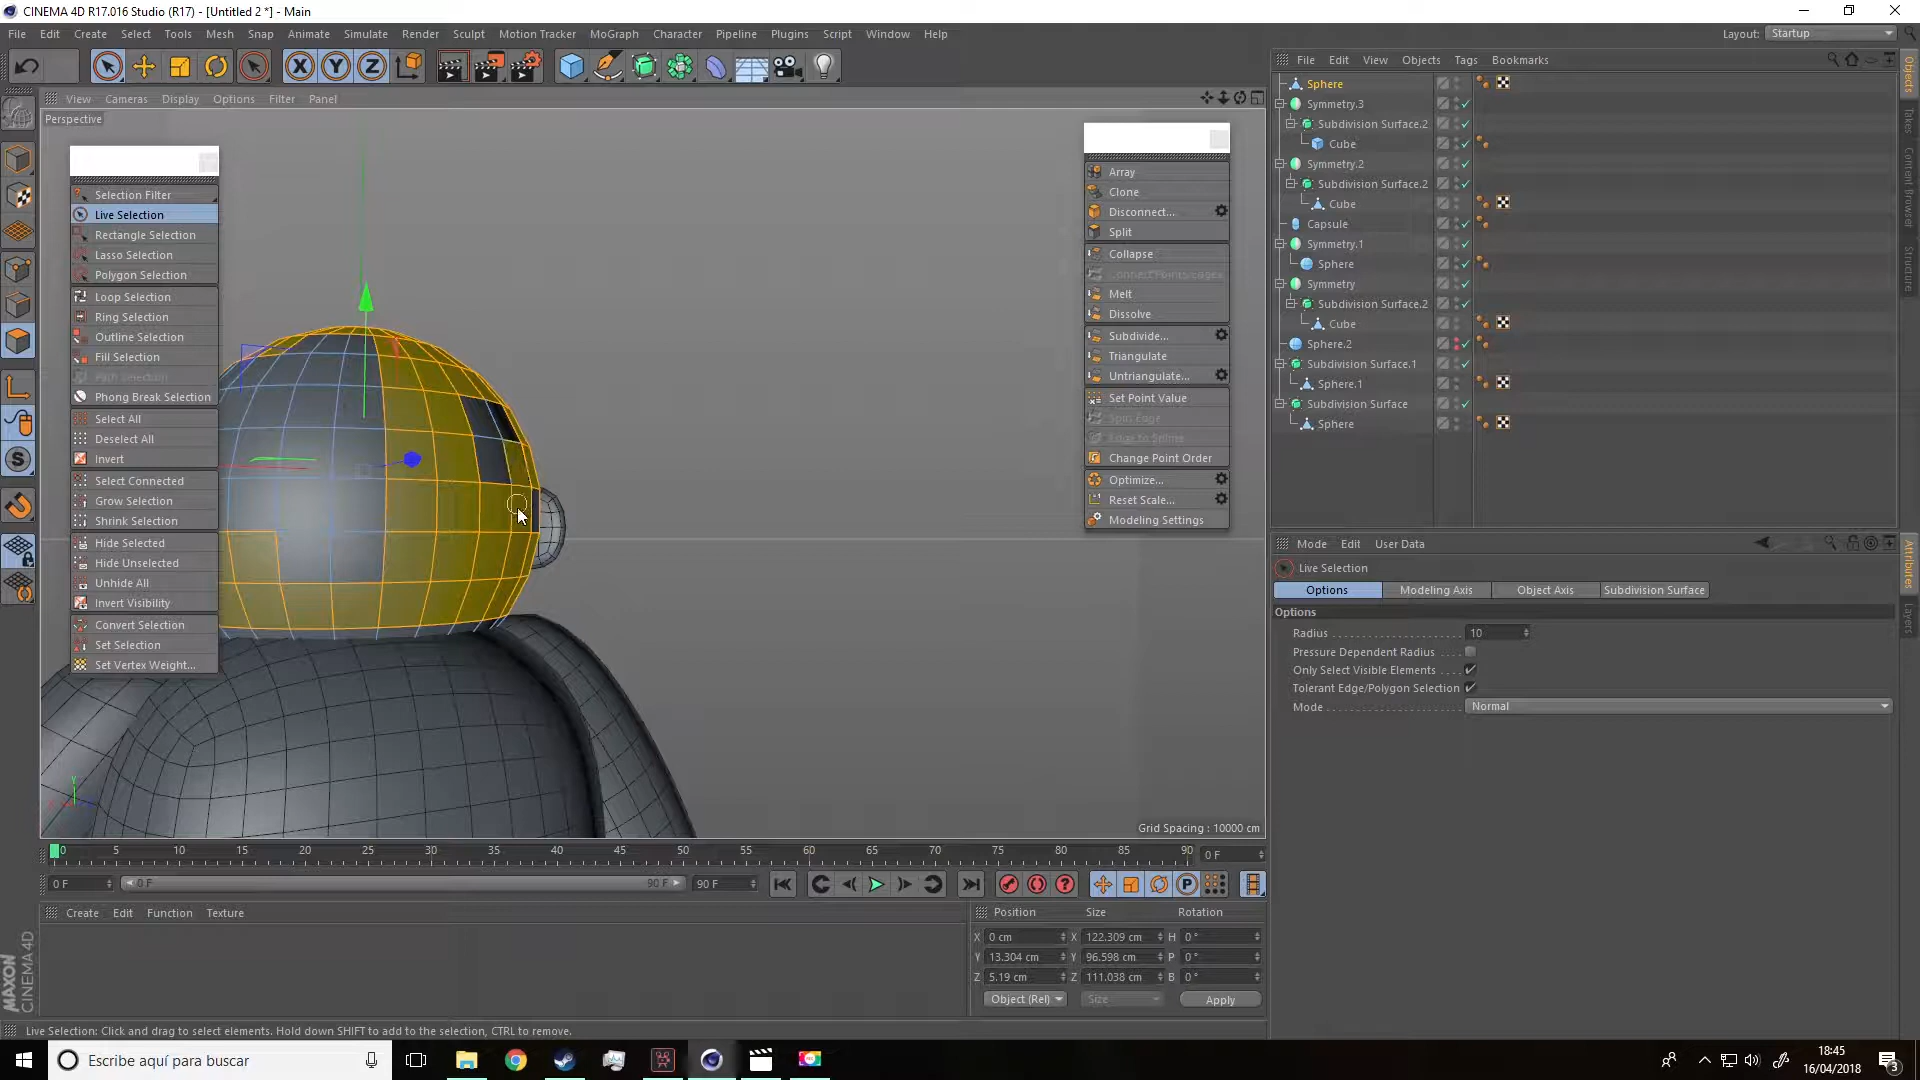 CINEMA 4D R17.016 Studio (R17) - [Untitled 2 *] - Main
File Edit Create Select Tools Mesh Snap Animate Simulate Render Sculpt Motion Tracker MoGraph Character Pipeline Plugins Script Window Help
Layout: Startup
View Cameras Display Options Filter Panel
Perspective
Selection Filter
Live Selection
Rectangle Selection
Lasso Selection
Polygon Selection
Loop Selection
Ring Selection
Outline Selection
Fill Selection
Path Selection
Phong Break Selection
Select All
Deselect All
Invert
Select Connected
Grow Selection
Shrink Selection
Hide Selected
Hide Unselected
Unhide All
Invert Visibility
Convert Selection
Set Selection
Set Vertex Weight...
Array
Clone
Disconnect...
Split
Collapse
Connect Points/Edges
Melt
Dissolve
Subdivide...
Triangulate
Untriangulate...
Set Point Value
Spin Edge
Edge to Spline
Change Point Order
Optimize...
Reset Scale...
Modeling Settings
Grid Spacing : 10000 cm
File Edit View Objects Tags Bookmarks
Sphere
Symmetry.3
Subdivision Surface.2
Cube
Symmetry.2
Subdivision Surface.2
Cube
Capsule
Symmetry.1
Sphere
Symmetry
Subdivision Surface.2
Cube
Sphere.2
Subdivision Surface.1
Sphere.1
Subdivision Surface
Sphere
Objects
Takes
Content Browser
Structure
Mode Edit User Data
Live Selection
Options Modeling Axis Object Axis Subdivision Surface
Options
Radius 10
Pressure Dependent Radius
Only Select Visible Elements
Tolerant Edge/Polygon Selection
Mode Normal
Attributes
Layers
0 5 10 15 20 25 30 35 40 45 50 55 60 65 70 75 80 85 90 0 F
0 F 0 F 90 F 90 F
Create Edit Function Texture
Position Size Rotation
X 0 cm X 122.309 cm H 0 °
Y 13.304 cm Y 96.598 cm P 0 °
Z 5.19 cm Z 111.038 cm B 0 °
Object (Rel) Size Apply
MAXON
CINEMA 4D
Live Selection: Click and drag to select elements. Hold down SHIFT to add to the selection, CTRL to remove.
Escribe aquí para buscar
18:45
16/04/2018
3